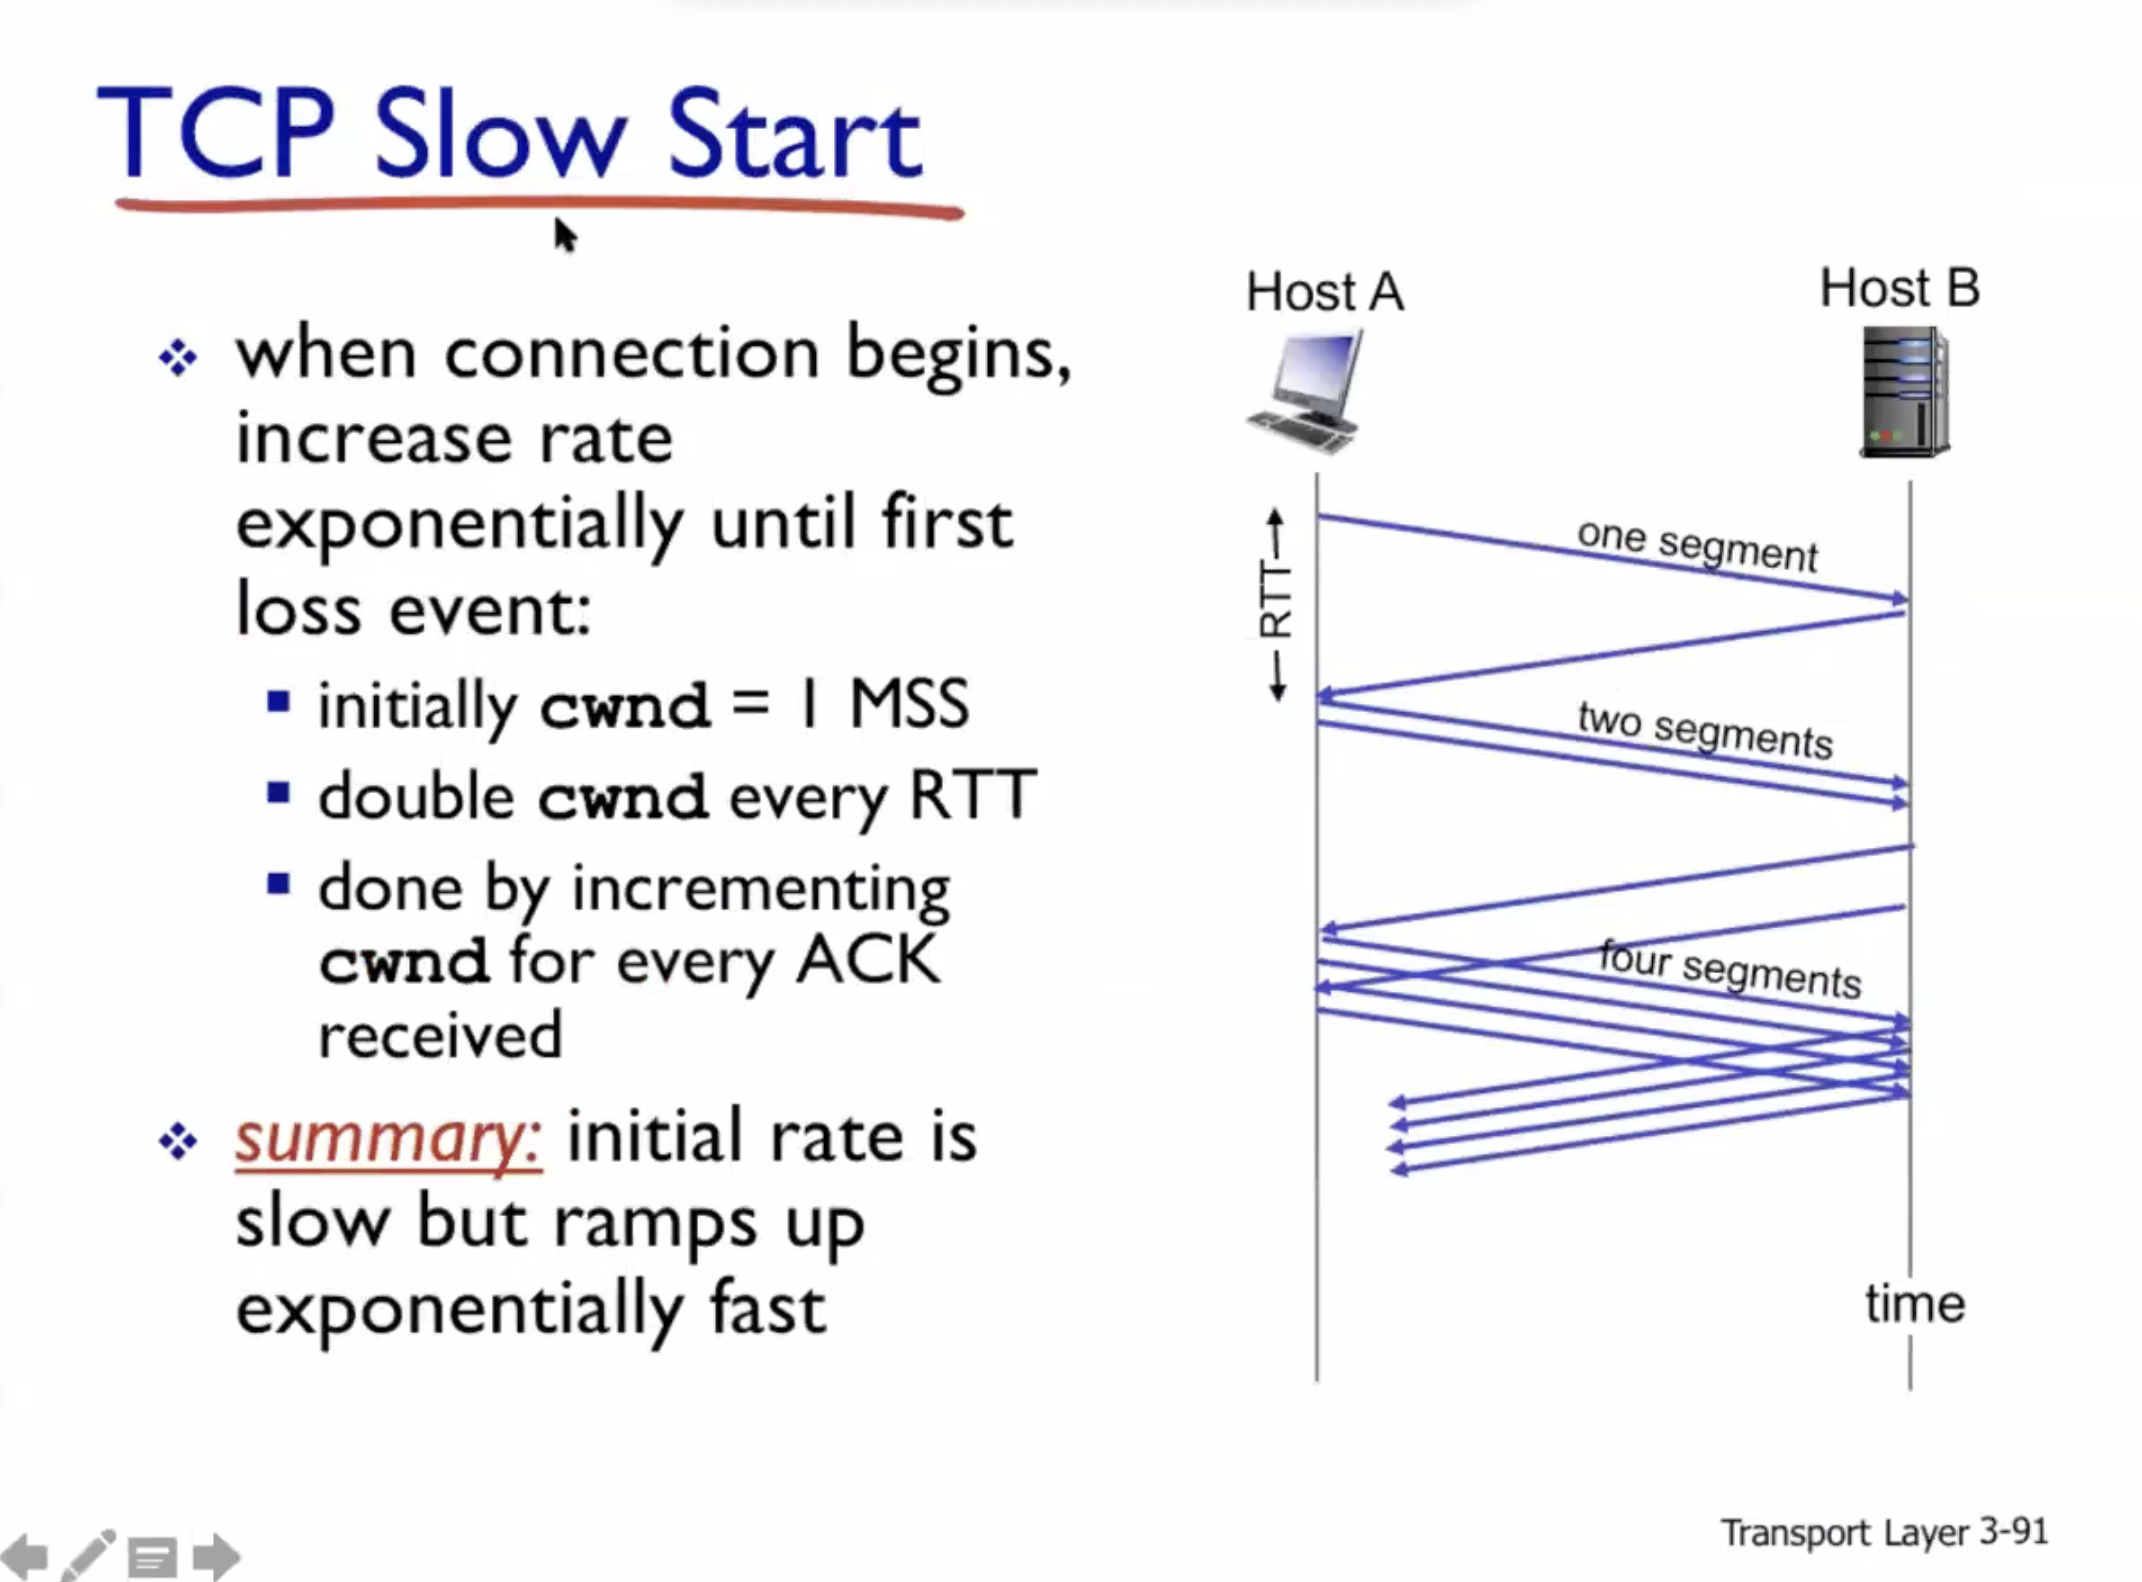 TCP Slow Start
when connection begins,
increase rate
exponentially until first
loss event:
initially cwnd = 1 MSS
double cwnd every RTT
done by incrementing
cwnd for every ACK
received
summary: initial rate is
slow but ramps up
exponentially fast
Host A
Host B
RTT
one segment
two segments
four segments
time
Transport Layer 3-91